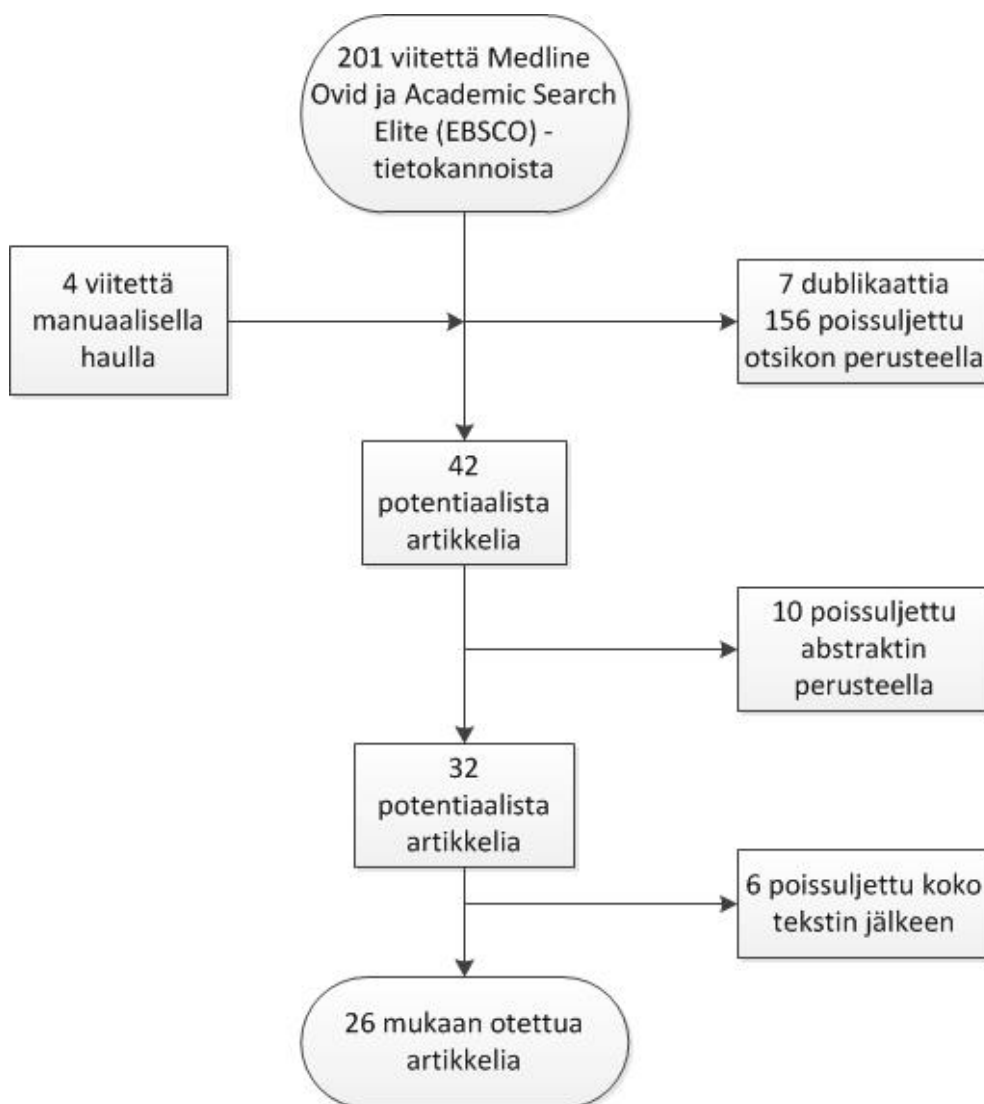 201 viitettä Medline
Ovid ja Academic Search
Elite (EBSCO) -
tietokannoista
4 viitettä
manuaalisella
haulla
7 dublikaattia
156 poissuljettu
otsikon perusteella
42
potentiaalista
artikkelia
10 poissuljettu
abstraktin
perusteella
32
potentiaalista
artikkelia
6 poissuljettu koko
tekstin jälkeen
26 mukaan otettua
artikkelia